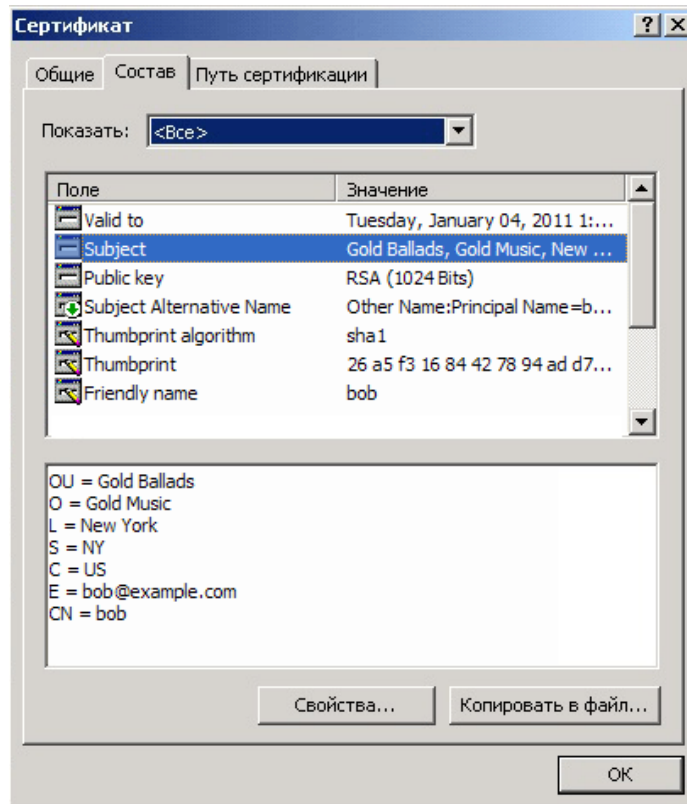 Сертификат
Общие Состав Путь сертификации
Показать: <Все>
Поле Значение
Valid to Tuesday, January 04, 2011 1:...
Subject Gold Ballads, Gold Music, New ...
Public key RSA (1024 Bits)
Subject Alternative Name Other Name:Principal Name=b...
Thumbprint algorithm sha1
Thumbprint 26 a5 f3 16 84 42 78 94 ad d7...
Friendly name bob
OU = Gold Ballads
O = Gold Music
L = New York
S = NY
C = US
E = bob@example.com
CN = bob
Свойства... Копировать в файл...
ОК